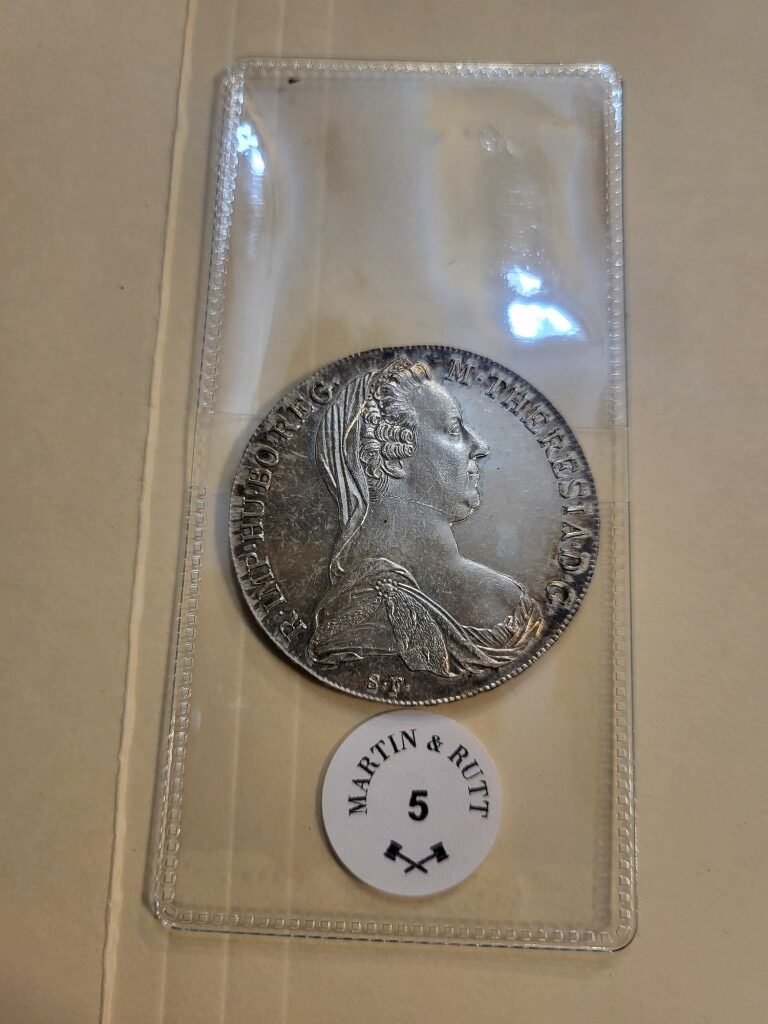 R·IMP·HU·BO·REG.
M·THERESIA·D·G·
S·F·
MARTIN & RUTT
5